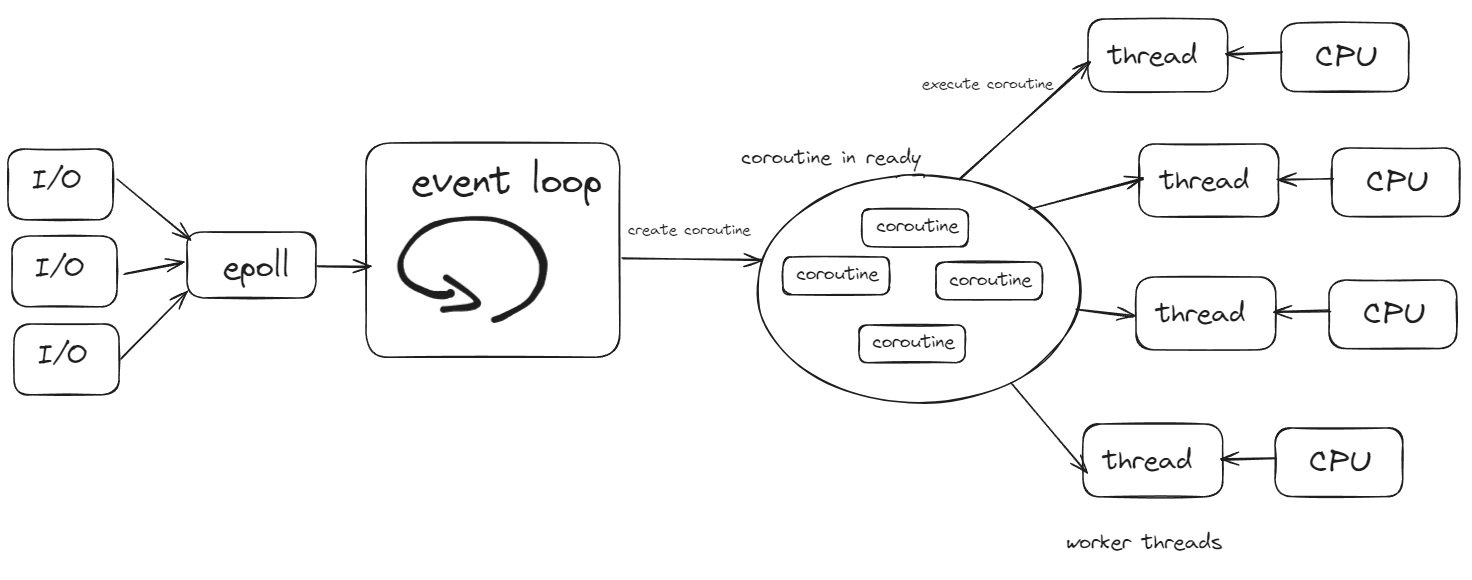 I/O
I/O
I/O
epoll
event loop
create coroutine
coroutine in ready
coroutine
coroutine
coroutine
coroutine
execute coroutine
thread
CPU
thread
CPU
thread
CPU
thread
CPU
worker threads